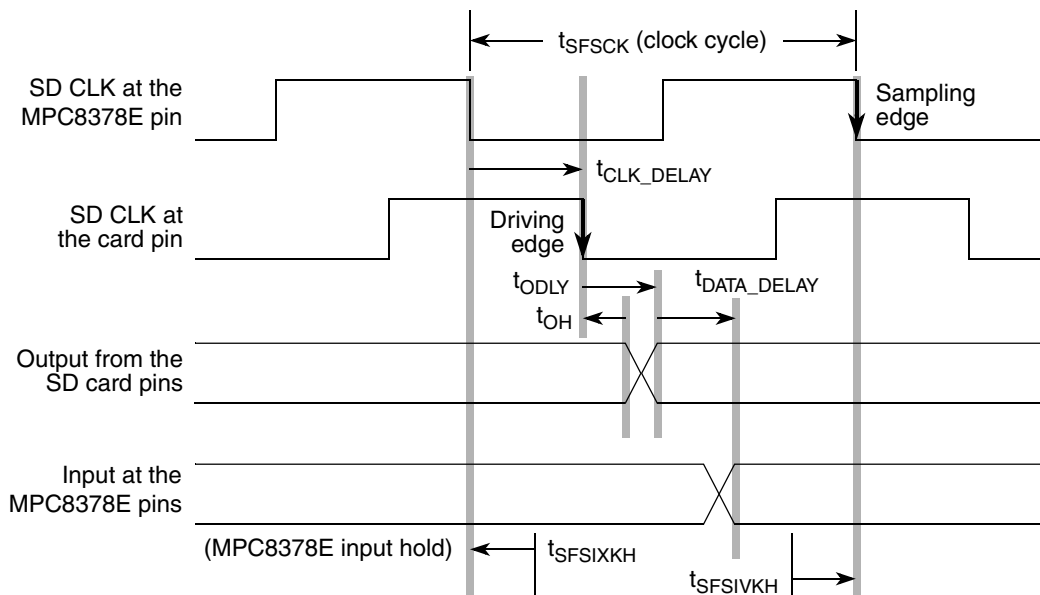 tSFSCK (clock cycle)
SD CLK at the
MPC8378E pin
Sampling
edge
tCLK_DELAY
SD CLK at
the card pin
Driving
edge
tODLY
tDATA_DELAY
tOH
Output from the
SD card pins
Input at the
MPC8378E pins
(MPC8378E input hold)
tSFSIXKH
tSFSIVKH